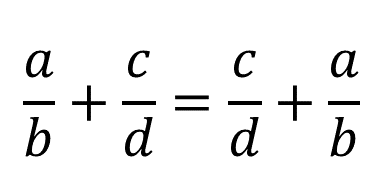 a/b + c/d = c/d + a/b